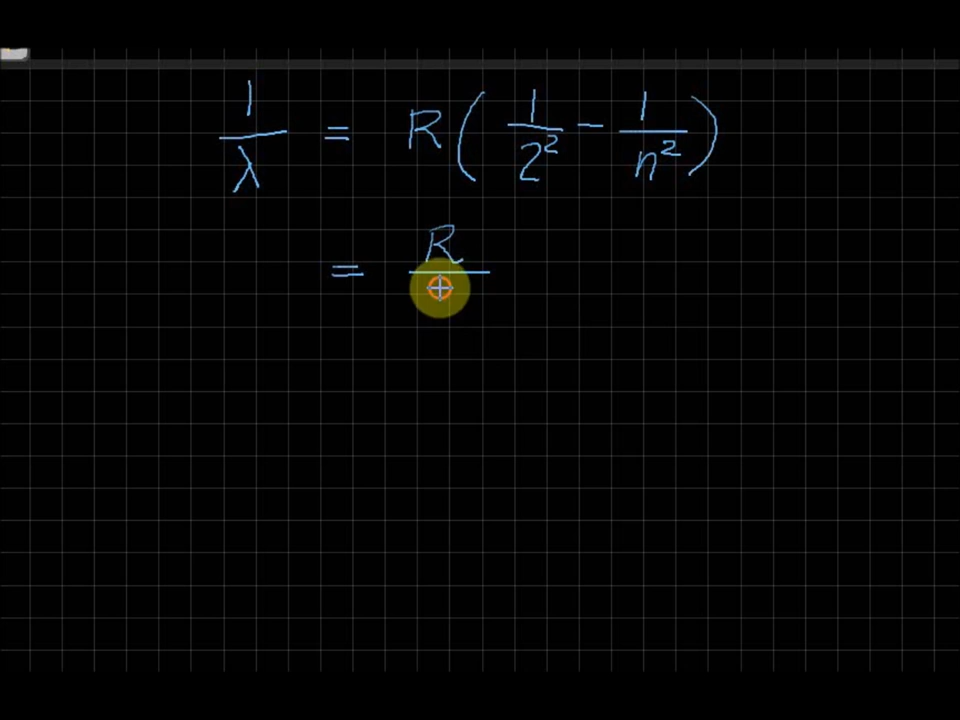 1/λ = R(1/2² − 1/n²)
= R/